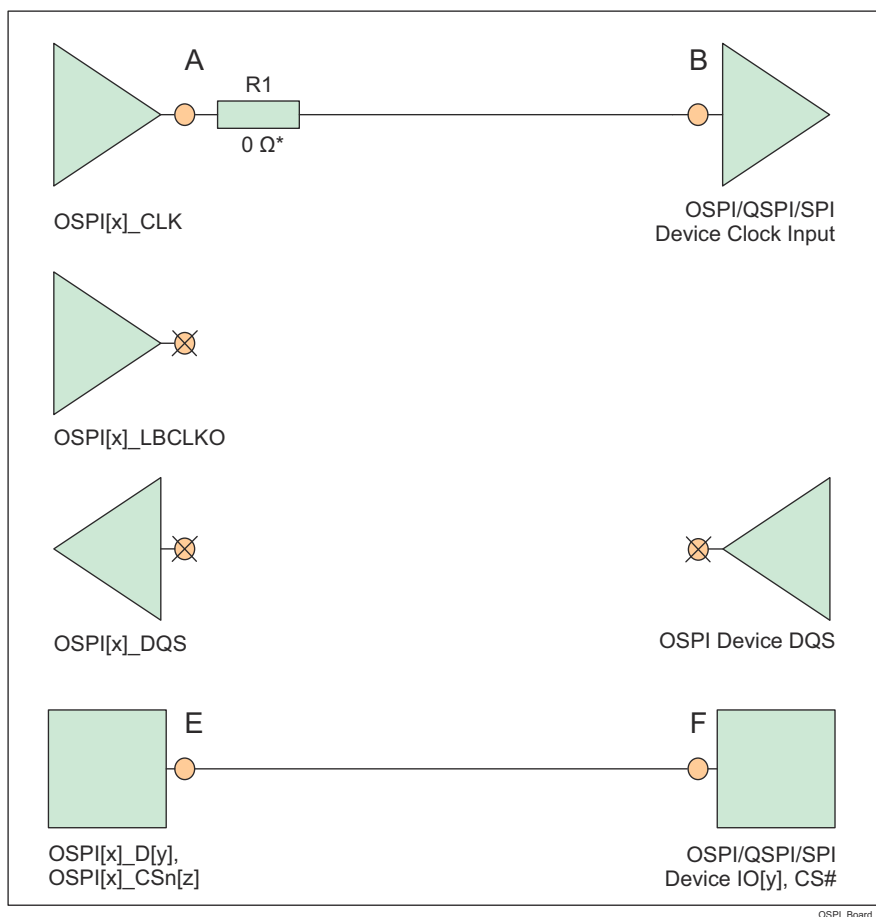 A
B
R1
0 Ω*
OSPI[x]_CLK
OSPI/QSPI/SPI
Device Clock Input
OSPI[x]_LBCLKO
OSPI[x]_DQS
OSPI Device DQS
E
F
OSPI[x]_D[y],
OSPI[x]_CSn[z]
OSPI/QSPI/SPI
Device IO[y], CS#
OSPI_Board